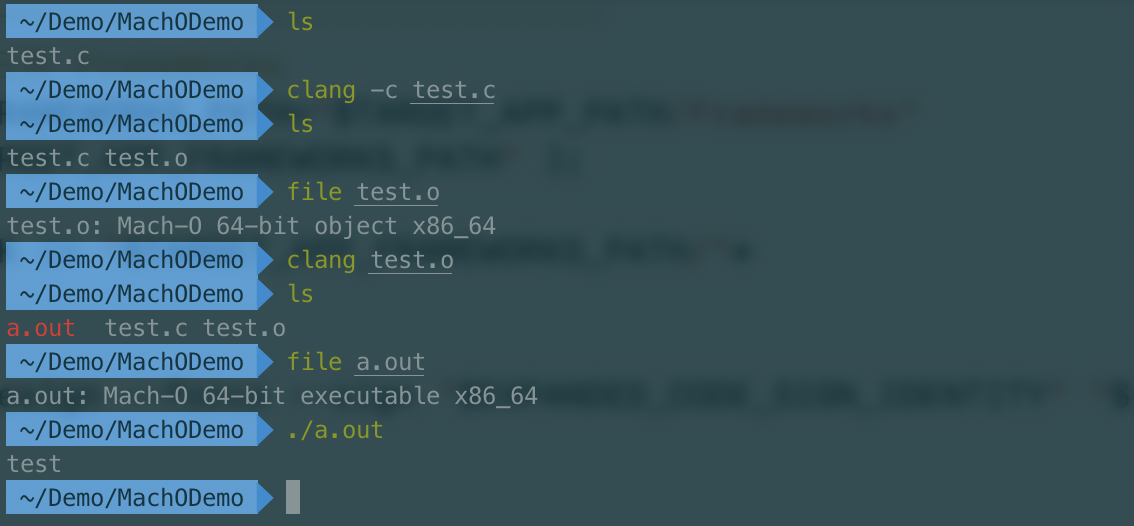 ~/Demo/MachODemo ls
test.c
~/Demo/MachODemo clang -c test.c
~/Demo/MachODemo ls
test.c test.o
~/Demo/MachODemo file test.o
test.o: Mach-O 64-bit object x86_64
~/Demo/MachODemo clang test.o
~/Demo/MachODemo ls
a.out  test.c test.o
~/Demo/MachODemo file a.out
a.out: Mach-O 64-bit executable x86_64
~/Demo/MachODemo ./a.out
test
~/Demo/MachODemo